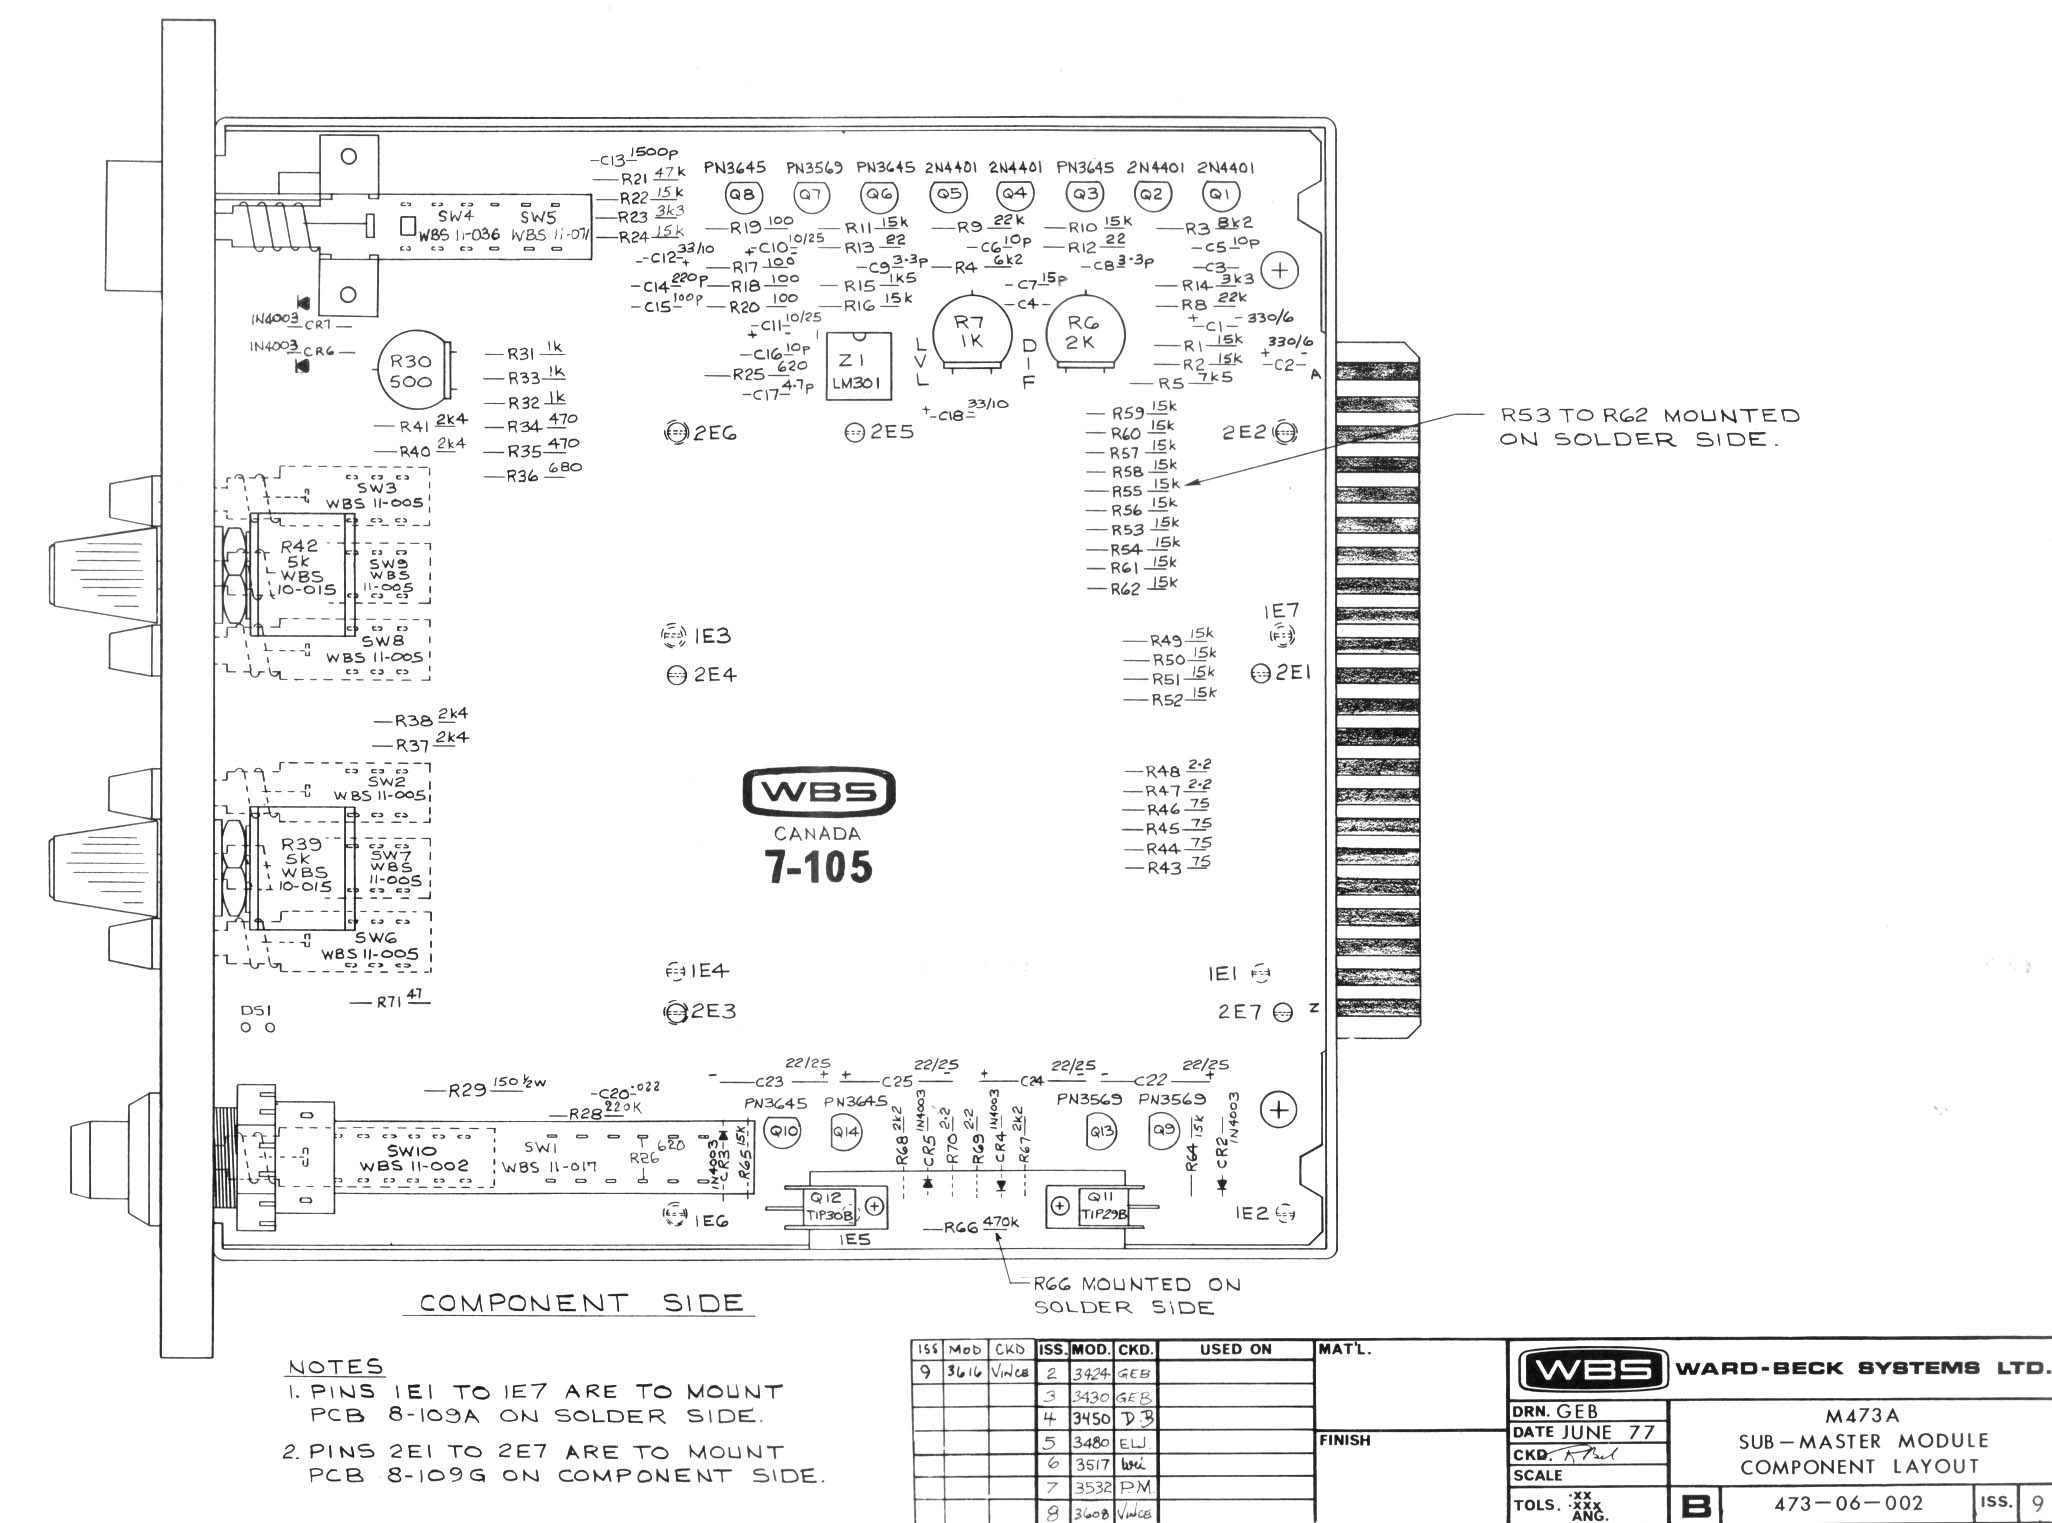 C13 1500p
R21 47k
R22 15k
R23 3k3
R24 15k
PN3645 PN3569 PN3645 2N4401 2N4401 PN3645 2N4401 2N4401
Q8 Q7 Q6 Q5 Q4 Q3 Q2 Q1
SW4 SW5
WBS 11-036 WBS 11-071
R19 100 R11 15k R9 22k R10 15k R3 8k2
+ C10 10/25 - R13 22 C6 10p R12 22 C5 10p
- C12 33/10 + R17 100 C9 3.3p R4 6k2 C8 3.3p C3
C14 220p R18 100 R15 1k5 C7 15p R14 3k3
C15 100p R20 100 R16 15k C4 R8 22k
+ C11 10/25 - + C1 - 330/6
C16 10p R1 15k 330/6
R25 620 R2 15k + C2 -
C17 4.7p R5 7k5 A
1
Z1
LM301
LVL
R7
1K
DIF
R6
2K
+ C18 33/10 -
1N4003 CR7
1N4003 CR6
R30
500
R31 1k
R33 1k
R32 1k
R34 470
R35 470
R36 680
R41 2k4
R40 2k4
2E6 2E5 2E2
R59 15k
R60 15k
R57 15k
R58 15k
R55 15k
R56 15k
R53 15k
R54 15k
R61 15k
R62 15k
R53 TO R62 MOUNTED
ON SOLDER SIDE.
SW3
WBS 11-005
R42
5k
WBS
10-015
SW9
WBS
11-005
SW8
WBS 11-005
1E3
2E4
1E7
2E1
R49 15k
R50 15k
R51 15k
R52 15k
R38 2k4
R37 2k4
SW2
WBS 11-005
R39
5k
WBS
10-015
SW7
WBS
11-005
SW6
WBS 11-005
WBS
CANADA
7-105
R48 2.2
R47 2.2
R46 75
R45 75
R44 75
R43 75
1E4
2E3
1E1
2E7 Z
R71 47
DS1
R29 150 ½W
C20 .022
R28 220K
- C23 22/25 + + C25 22/25 - + C24 22/25 - - C22 22/25 +
PN3645 PN3645 PN3569 PN3569
Q10 Q14 Q13 Q9
SW10
WBS 11-002
SW1
WBS 11-017
R26 620
1N4003
CR3
R65 15k
R68 2k2
CR5 1N4003
R70 2.2
R69 2.2
CR4 1N4003
R67 2k2
R64 15k
CR2 1N4003
Q12
TIP30B
Q11
TIP29B
1E6
1E5
R66 470k
1E2
R66 MOUNTED ON
SOLDER SIDE
COMPONENT SIDE
NOTES
1. PINS 1E1 TO 1E7 ARE TO MOUNT
PCB 8-109A ON SOLDER SIDE.
2. PINS 2E1 TO 2E7 ARE TO MOUNT
PCB 8-109G ON COMPONENT SIDE.
ISS MOD CKD ISS. MOD. CKD. USED ON MAT'L.
9 3616 VINCE 2 3424 GEB
3 3430 GEB
4 3450 D.B
5 3480 ELJ.
6 3517
7 3532 P.M.
8 3608 VINCE
FINISH
WBS WARD-BECK SYSTEMS LTD.
DRN. GEB
DATE JUNE 77
CKD.
SCALE
TOLS. .XX
.XXX
ANG.
M473A
SUB-MASTER MODULE
COMPONENT LAYOUT
B 473-06-002 ISS. 9